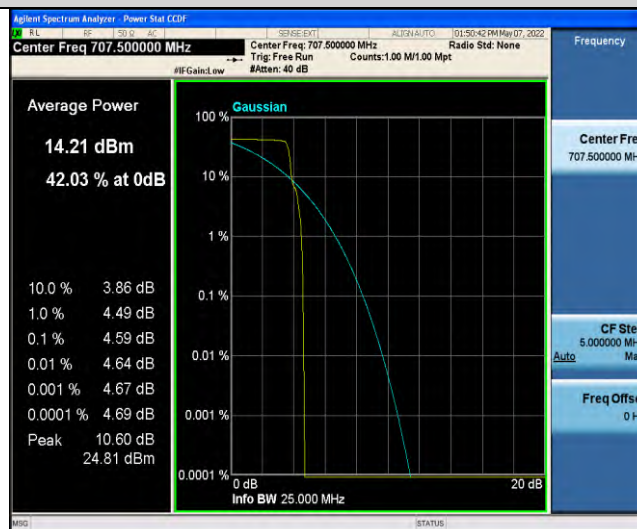 Agilent Spectrum Analyzer - Power Stat CCDF
RL RF 50 Ω AC SENSE:EXT ALIGN AUTO 01:50:42 PM May 07, 2022
Center Freq 707.500000 MHz
Center Freq: 707.500000 MHz Radio Std: None
Trig: Free Run Counts:1.00 M/1.00 Mpt
#IFGain:Low #Atten: 40 dB
Frequency
Average Power
14.21 dBm
42.03 % at 0dB
10.0 % 3.86 dB
1.0 % 4.49 dB
0.1 % 4.59 dB
0.01 % 4.64 dB
0.001 % 4.67 dB
0.0001 % 4.69 dB
Peak 10.60 dB
24.81 dBm
Gaussian
100 %
10 %
1 %
0.1 %
0.01 %
0.001 %
0.0001 %
0 dB 20 dB
Info BW 25.000 MHz
Center Fre
707.500000 MH
CF Ste
5.000000 MH
Auto Ma
Freq Offs
0 H
MSG STATUS